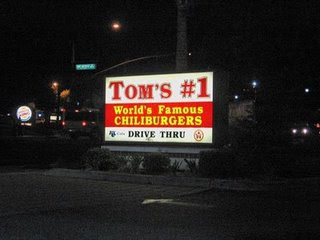 TOM'S #1
World's Famous
CHILIBURGERS
DRIVE THRU